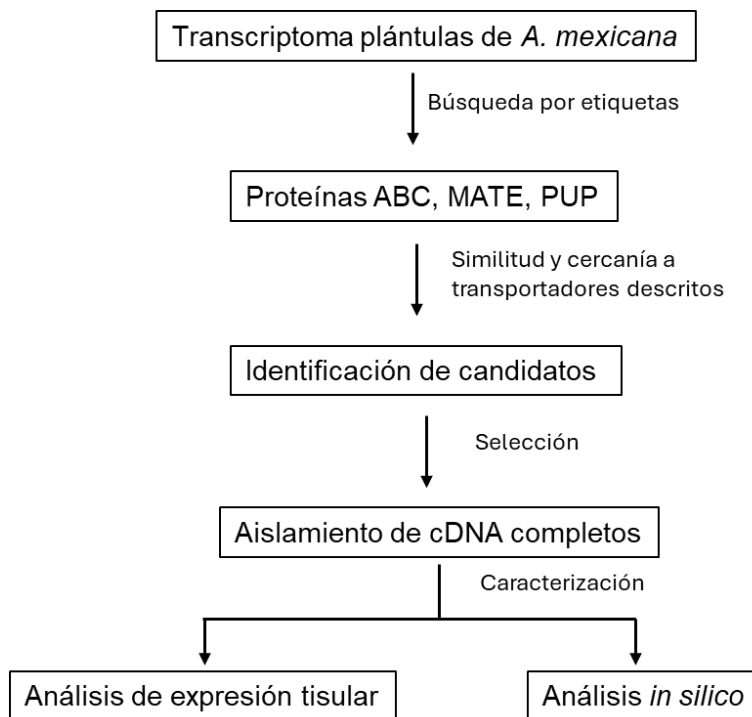 Transcriptoma plántulas de A. mexicana
Búsqueda por etiquetas
Proteínas ABC, MATE, PUP
Similitud y cercanía a
transportadores descritos
Identificación de candidatos
Selección
Aislamiento de cDNA completos
Caracterización
Análisis de expresión tisular
Análisis in silico